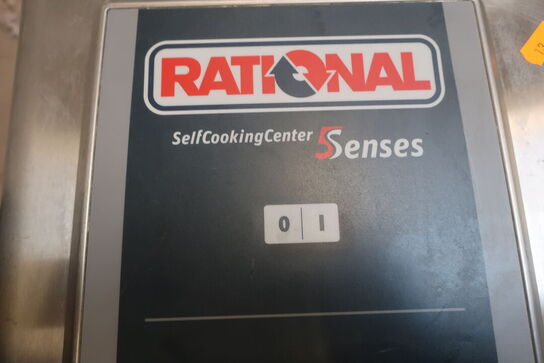 RATIONAL
SelfCookingCenter 5Senses
0 | I